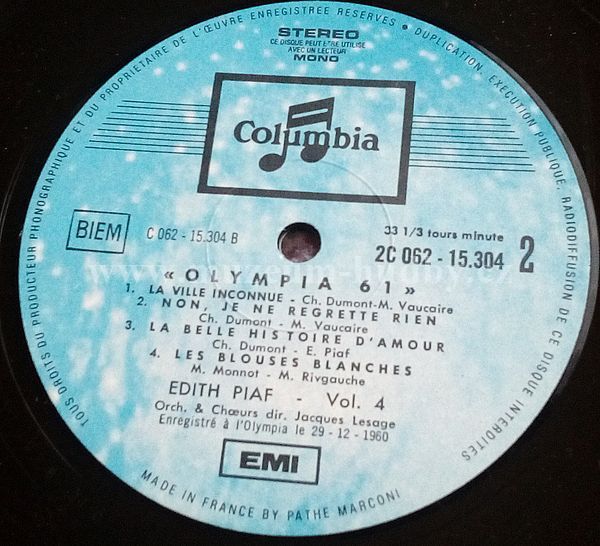 TOUS DROITS DU PRODUCTEUR PHONOGRAPHIQUE ET DU PROPRIETAIRE DE L'ŒUVRE ENREGISTREE RESERVES • DUPLICATION, EXECUTION PUBLIQUE, RADIODIFFUSION DE CE DISQUE INTERDITES
STEREO
CE DISQUE PEUT ETRE UTILISE
AVEC UN LECTEUR
MONO
Columbia
BIEM
C 062 - 15.304 B
33 1/3 tours minute
2C 062 - 15.304
2
« OLYMPIA 61 »
1. LA VILLE INCONNUE - Ch. Dumont-M. Vaucaire
2. NON, JE NE REGRETTE RIEN
Ch. Dumont - M. Vaucaire
3. LA BELLE HISTOIRE D'AMOUR
Ch. Dumont - E. Piaf
4. LES BLOUSES BLANCHES
M. Monnot - M. Rivgauche
EDITH PIAF - Vol. 4
Orch. & Chœurs dir. Jacques Lesage
Enregistré à l'Olympia le 29-12-1960
EMI
MADE IN FRANCE BY PATHE MARCONI